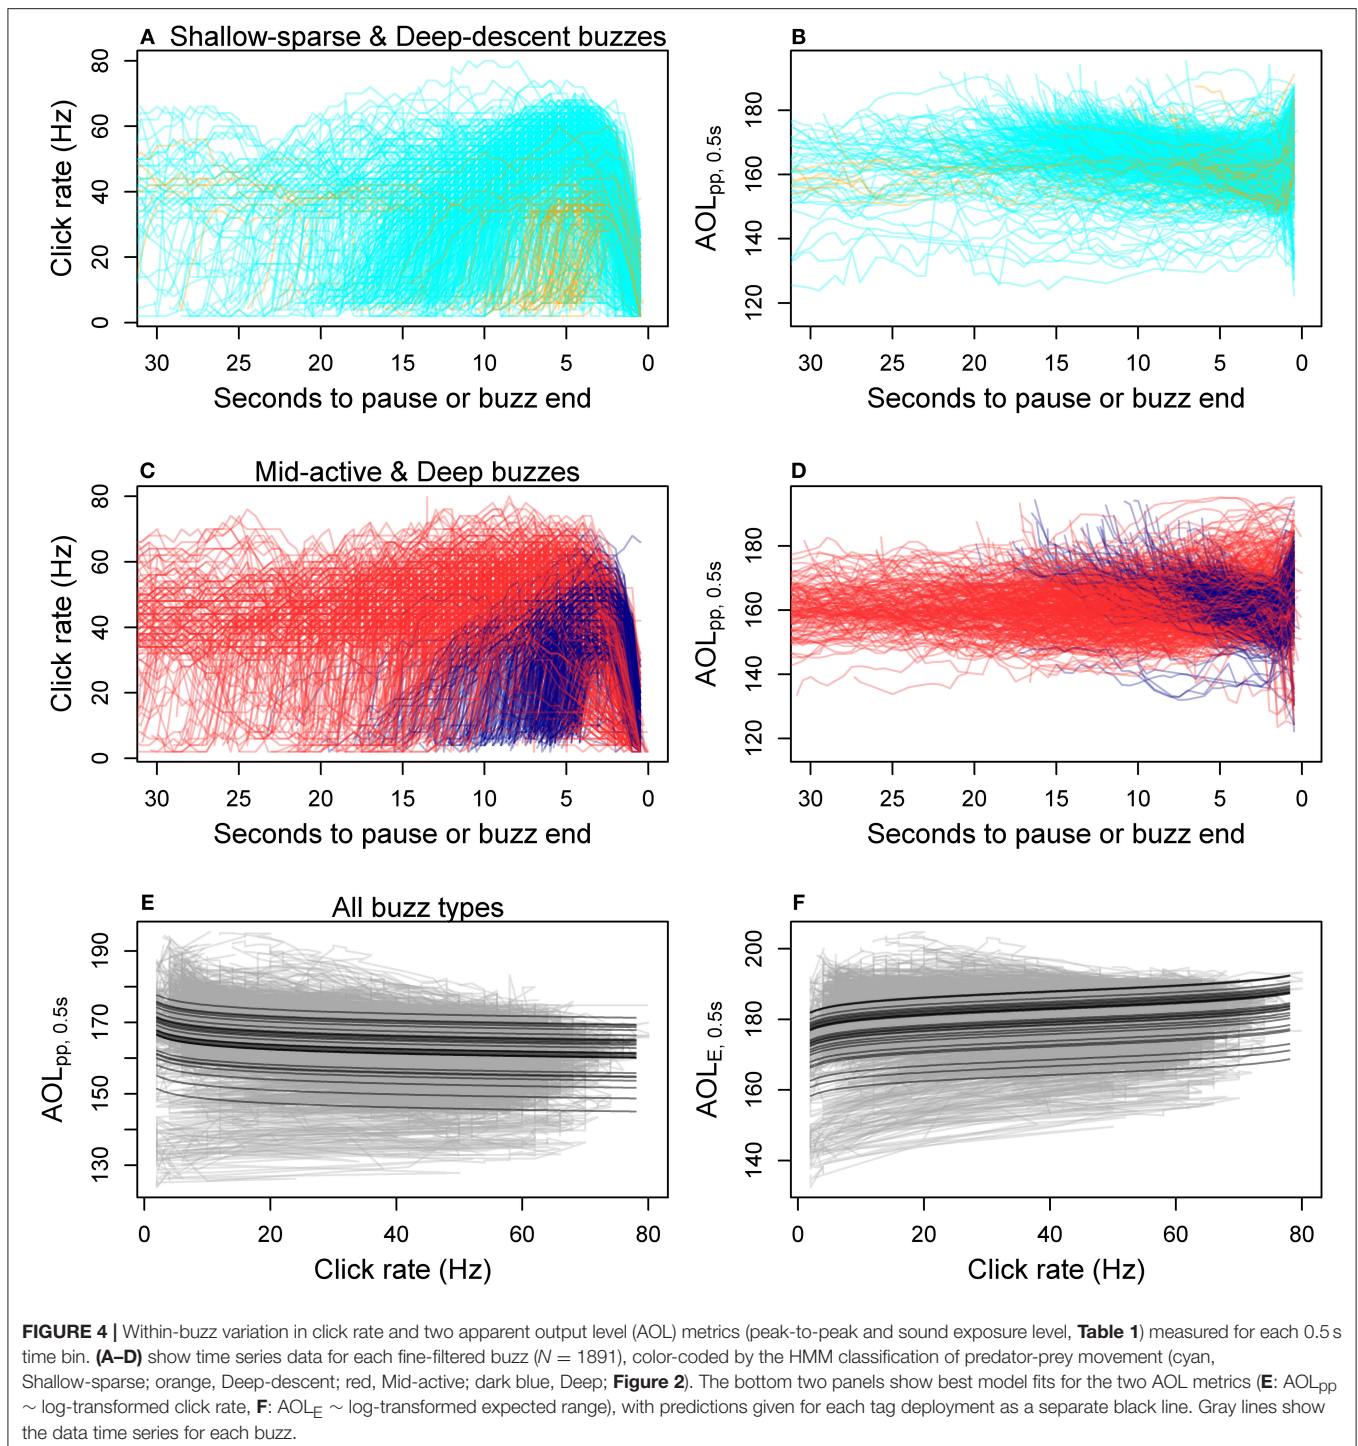 A Shallow-sparse & Deep-descent buzzes
B
Click rate (Hz)
0 20 40 60 80
30 25 20 15 10 5 0
Seconds to pause or buzz end
AOLpp, 0.5s
120 140 160 180
30 25 20 15 10 5 0
Seconds to pause or buzz end
C Mid-active & Deep buzzes
D
Click rate (Hz)
0 20 40 60 80
30 25 20 15 10 5 0
Seconds to pause or buzz end
AOLpp, 0.5s
120 140 160 180
30 25 20 15 10 5 0
Seconds to pause or buzz end
E All buzz types
F
AOLpp, 0.5s
130 150 170 190
0 20 40 60 80
Click rate (Hz)
AOLE, 0.5s
140 160 180 200
0 20 40 60 80
Click rate (Hz)
FIGURE 4 | Within-buzz variation in click rate and two apparent output level (AOL) metrics (peak-to-peak and sound exposure level, Table 1) measured for each 0.5 s
time bin. (A–D) show time series data for each fine-filtered buzz (N = 1891), color-coded by the HMM classification of predator-prey movement (cyan,
Shallow-sparse; orange, Deep-descent; red, Mid-active; dark blue, Deep; Figure 2). The bottom two panels show best model fits for the two AOL metrics (E: AOLpp
∼ log-transformed click rate, F: AOLE ∼ log-transformed expected range), with predictions given for each tag deployment as a separate black line. Gray lines show
the data time series for each buzz.